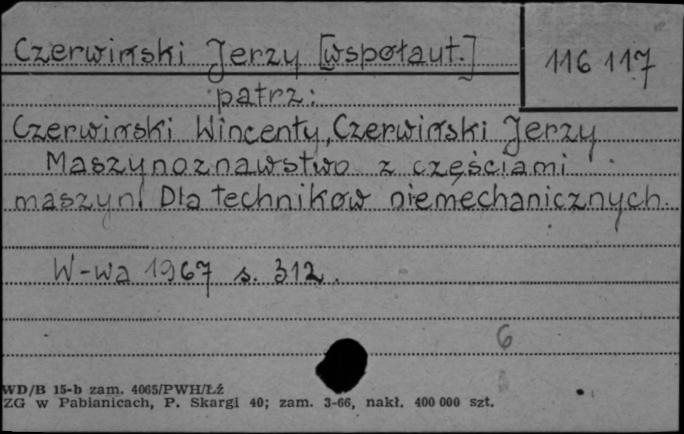 Czerwiński Jerzy [współaut.]
116 117
patrz:
Czerwiński Wincenty, Czerwiński Jerzy
Maszynoznawstwo z częściami
maszyn. Dla techników niemechanicznych.
W-wa 1967 s. 312.
6
WD/B 15-b zam. 4065/PWH/Łź
ZG w Pabianicach, P. Skargi 40; zam. 3-66, nakł. 400 000 szt.